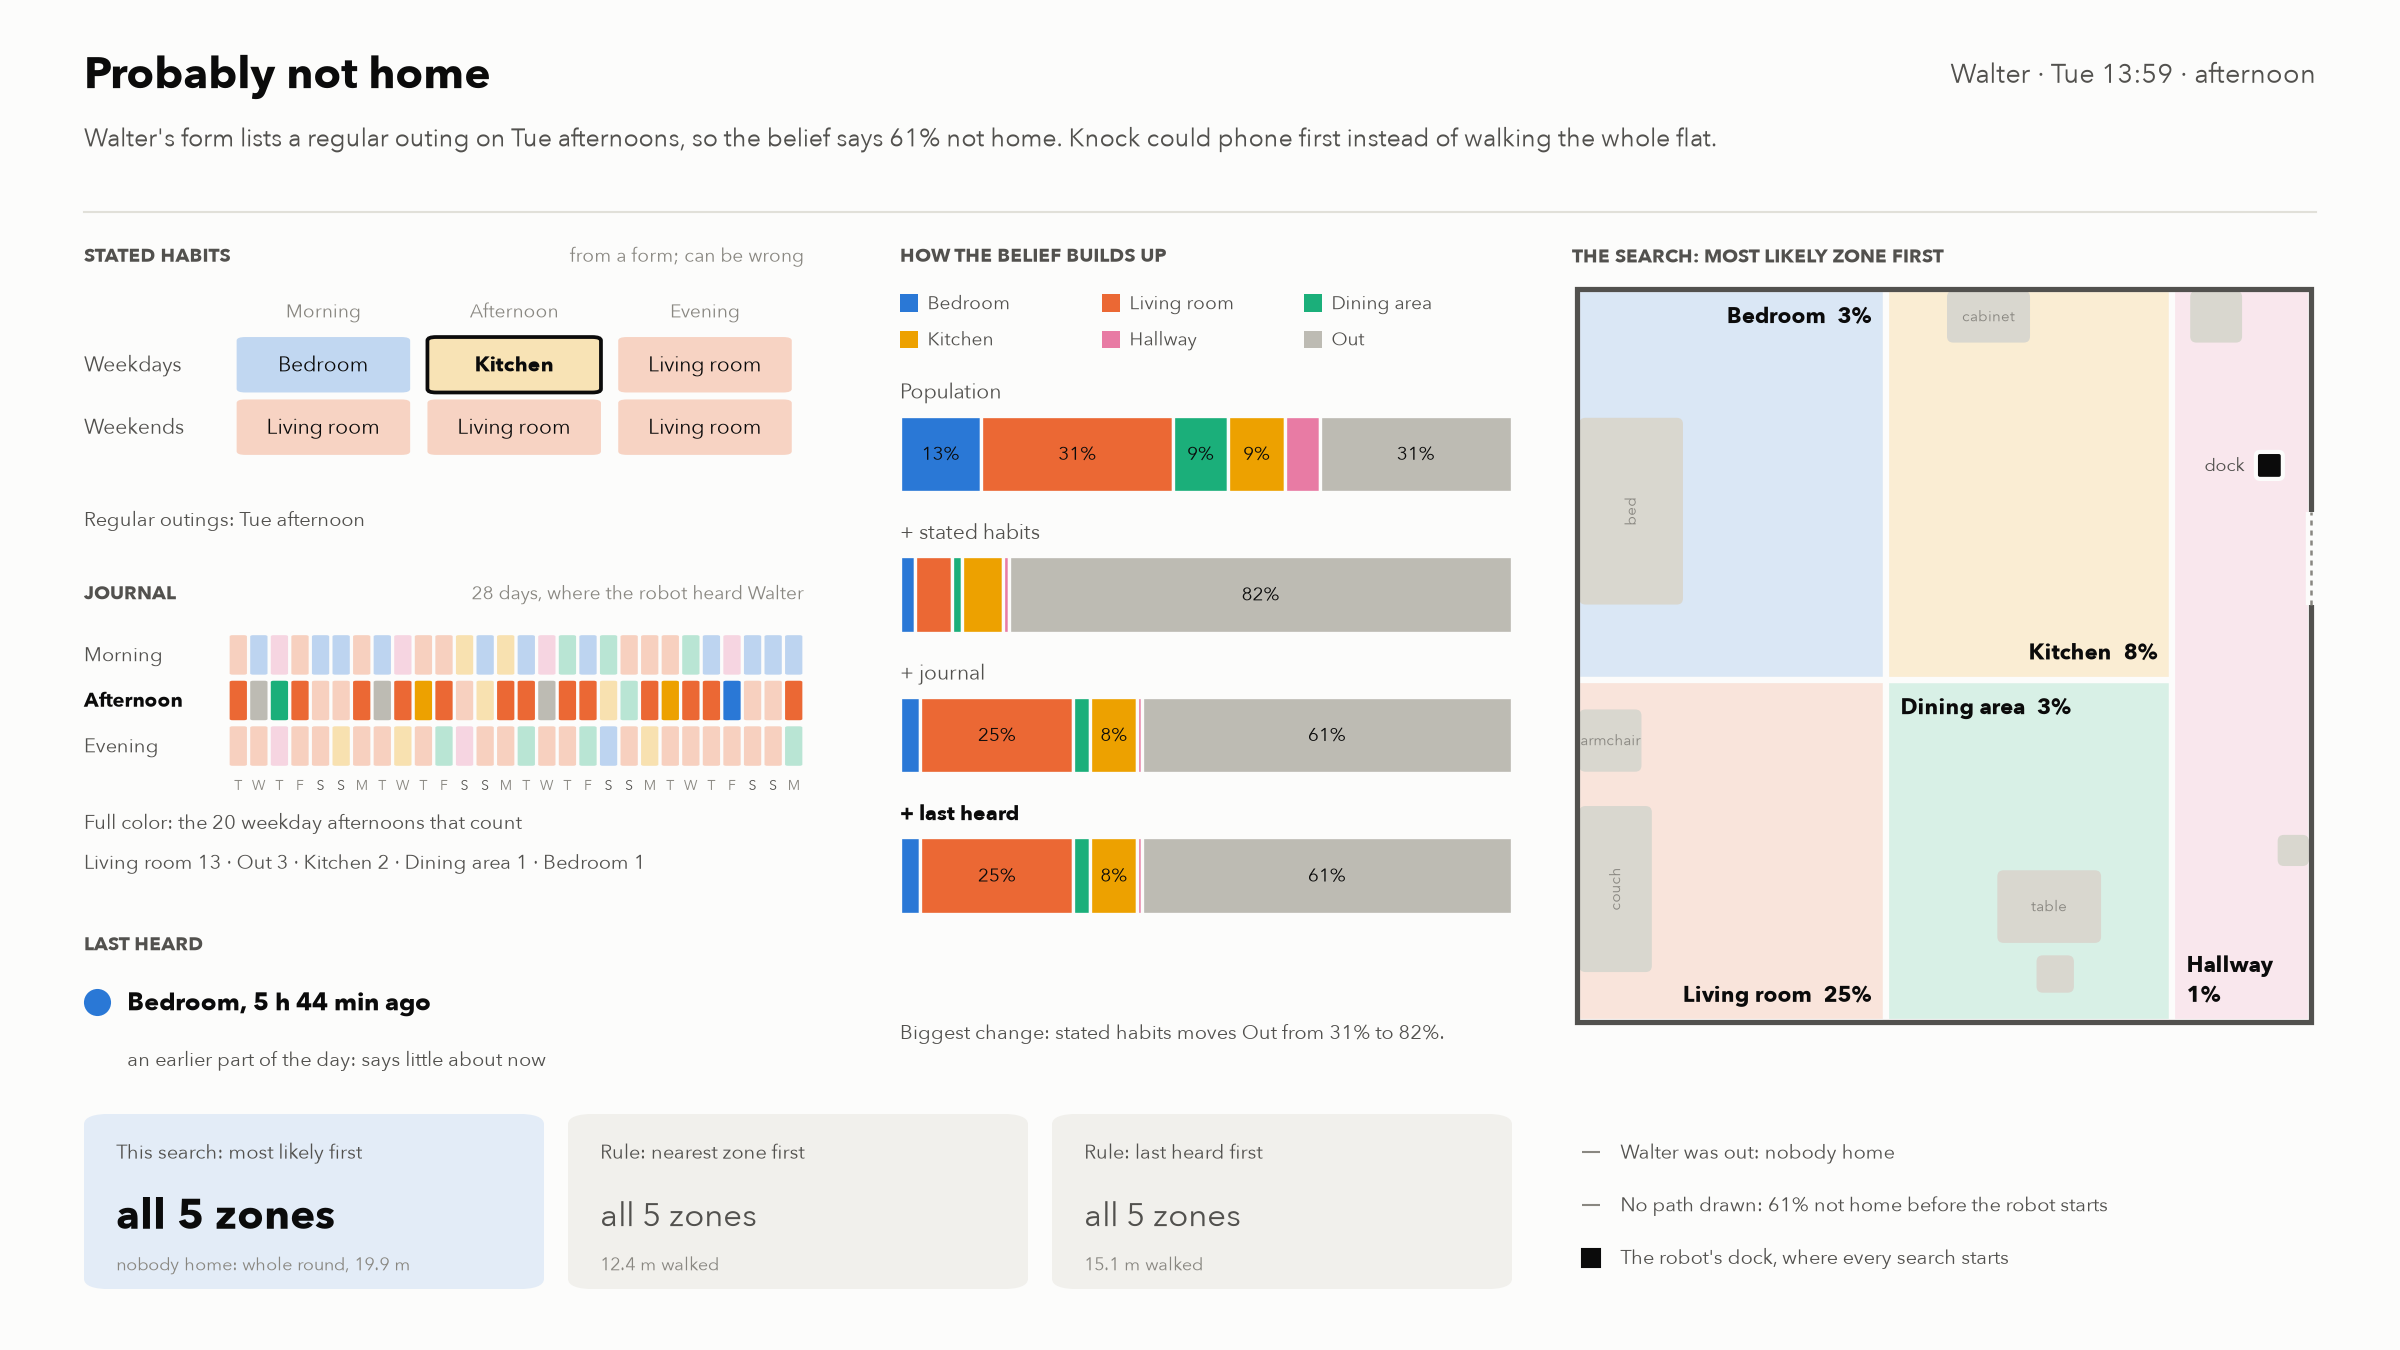 Probably not home
Walter · Tue 13:59 · afternoon
Walter's form lists a regular outing on Tue afternoons, so the belief says 61% not home. Knock could phone first instead of walking the whole flat.
STATED HABITS
from a form; can be wrong
Morning Afternoon Evening
Weekdays Bedroom Kitchen Living room
Weekends Living room Living room Living room
Regular outings: Tue afternoon
JOURNAL
28 days, where the robot heard Walter
Morning
Afternoon
Evening
T W T F S S M T W T F S S M T W T F S S M T W T F S S M
Full color: the 20 weekday afternoons that count
Living room 13 · Out 3 · Kitchen 2 · Dining area 1 · Bedroom 1
LAST HEARD
Bedroom, 5 h 44 min ago
an earlier part of the day: says little about now
HOW THE BELIEF BUILDS UP
Bedroom Living room Dining area
Kitchen Hallway Out
Population
13% 31% 9% 9% 31%
+ stated habits
82%
+ journal
25% 8% 61%
+ last heard
25% 8% 61%
Biggest change: stated habits moves Out from 31% to 82%.
THE SEARCH: MOST LIKELY ZONE FIRST
Bedroom 3%
cabinet
dock
bed
Kitchen 8%
Dining area 3%
armchair
couch
table
Living room 25%
Hallway
1%
This search: most likely first
all 5 zones
nobody home: whole round, 19.9 m
Rule: nearest zone first
all 5 zones
12.4 m walked
Rule: last heard first
all 5 zones
15.1 m walked
— Walter was out: nobody home
— No path drawn: 61% not home before the robot starts
The robot's dock, where every search starts